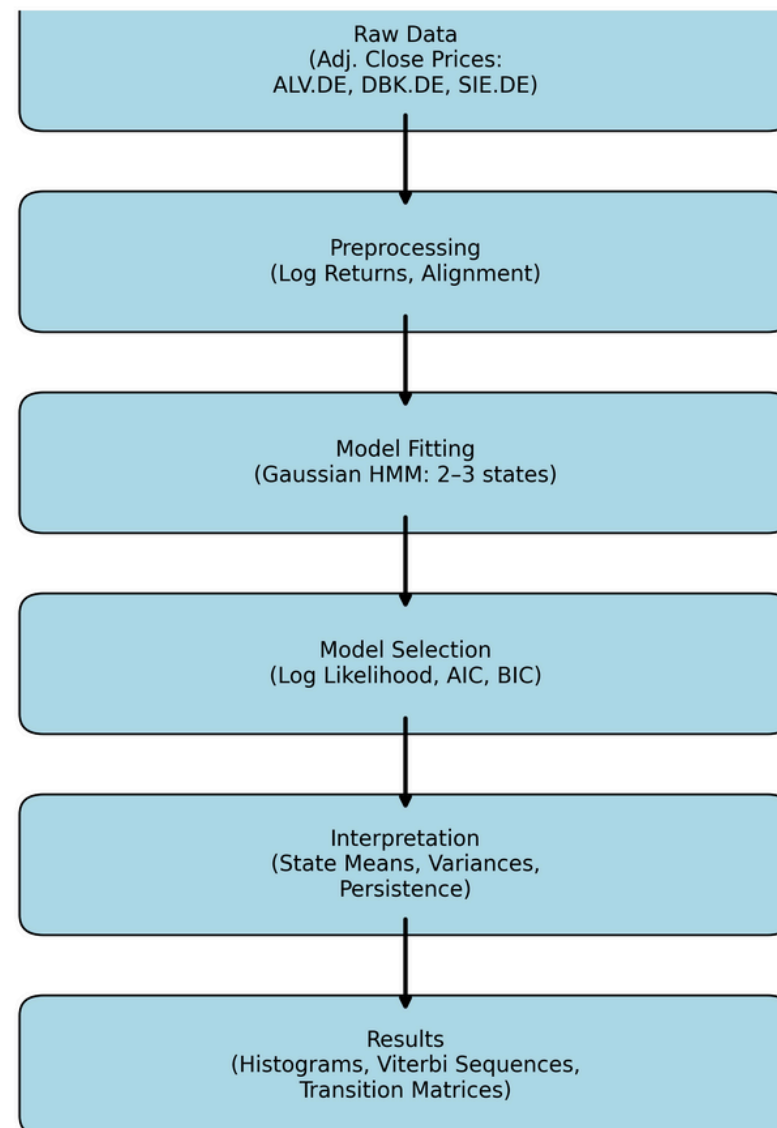 Raw Data
(Adj. Close Prices:
ALV.DE, DBK.DE, SIE.DE)
Preprocessing
(Log Returns, Alignment)
Model Fitting
(Gaussian HMM: 2–3 states)
Model Selection
(Log Likelihood, AIC, BIC)
Interpretation
(State Means, Variances,
Persistence)
Results
(Histograms, Viterbi Sequences,
Transition Matrices)